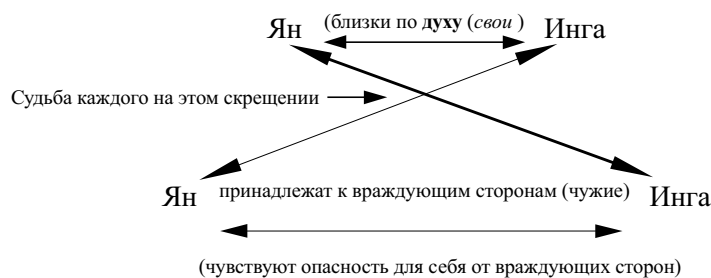 Ян (близки по духу (свои ) Инга
Судьба каждого на этом скрещении
Ян принадлежат к враждующим сторонам (чужие) Инга
(чувствуют опасность для себя от враждующих сторон)